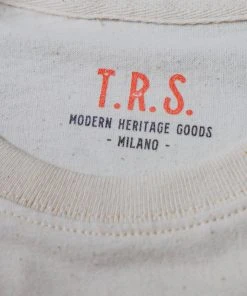 T.R.S.
MODERN HERITAGE GOODS
- MILANO -